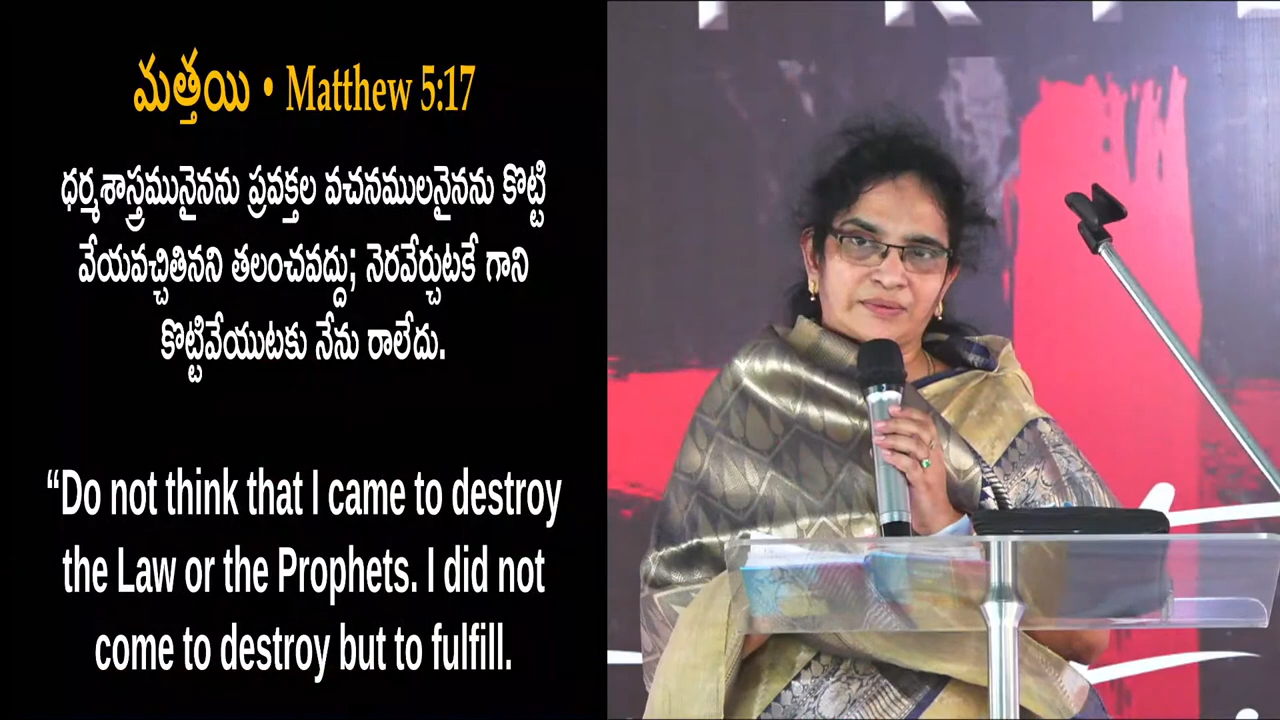 మత్తయి • Matthew 5:17
ధర్మశాస్త్రమునైనను ప్రవక్తల వచనములనైనను కొట్టి
వేయవచ్చితినని తలంచవద్దు; నెరవేర్చుటకే గాని
కొట్టివేయుటకు నేను రాలేదు.
“Do not think that I came to destroy
the Law or the Prophets. I did not
come to destroy but to fulfill.